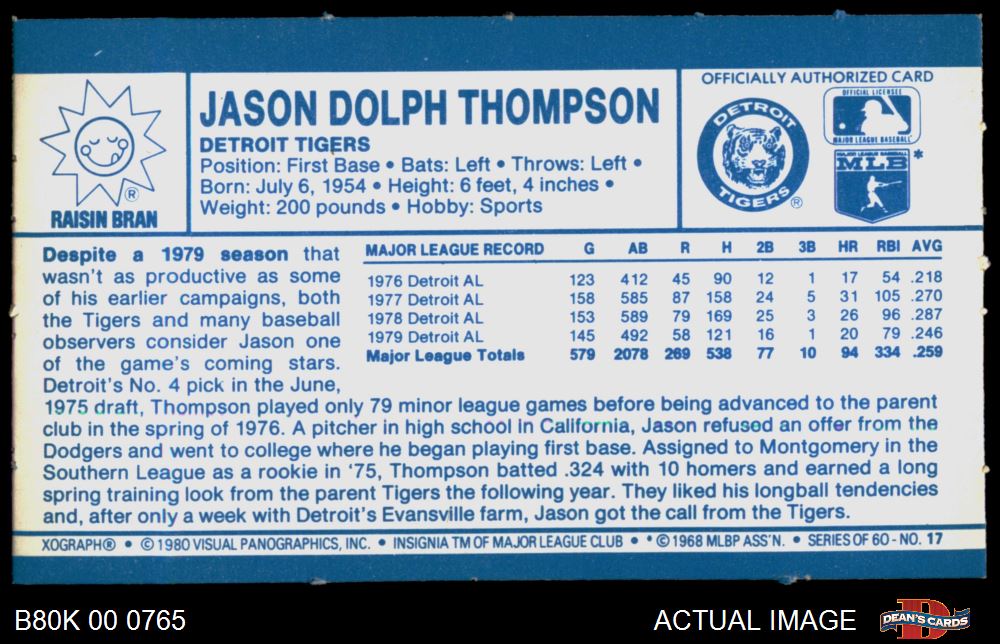 JASON DOLPH THOMPSON
DETROIT TIGERS
Position: First Base • Bats: Left • Throws: Left •
Born: July 6, 1954 • Height: 6 feet, 4 inches •
Weight: 200 pounds • Hobby: Sports
®
RAISIN BRAN
OFFICIALLY AUTHORIZED CARD
DETROIT
TIGERS
®
OFFICIAL LICENSEE
MAJOR LEAGUE BASEBALL
MAJOR LEAGUE BASEBALL
MLB *
Despite a 1979 season that
wasn't as productive as some
of his earlier campaigns, both
the Tigers and many baseball
observers consider Jason one
of the game's coming stars.
Detroit's No. 4 pick in the June,
MAJOR LEAGUE RECORD G AB R H 2B 3B HR RBI AVG
1976 Detroit AL 123 412 45 90 12 1 17 54 .218
1977 Detroit AL 158 585 87 158 24 5 31 105 .270
1978 Detroit AL 153 589 79 169 25 3 26 96 .287
1979 Detroit AL 145 492 58 121 16 1 20 79 .246
Major League Totals 579 2078 269 538 77 10 94 334 .259
1975 draft, Thompson played only 79 minor league games before being advanced to the parent
club in the spring of 1976. A pitcher in high school in California, Jason refused an offer from the
Dodgers and went to college where he began playing first base. Assigned to Montgomery in the
Southern League as a rookie in '75, Thompson batted .324 with 10 homers and earned a long
spring training look from the parent Tigers the following year. They liked his longball tendencies
and, after only a week with Detroit's Evansville farm, Jason got the call from the Tigers.
XOGRAPH® • © 1980 VISUAL PANOGRAPHICS, INC. • INSIGNIA TM OF MAJOR LEAGUE CLUB • * © 1968 MLBP ASS'N. • SERIES OF 60 - NO. 17
B80K 00 0765
ACTUAL IMAGE
D
DEAN'S CARDS